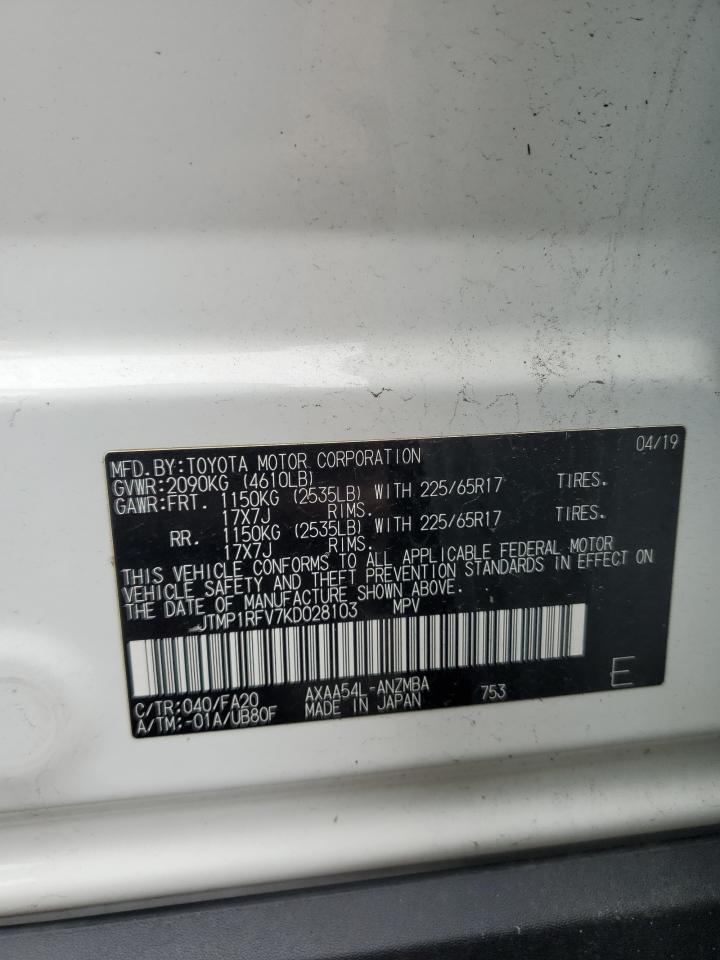 04/19
MFD.BY:TOYOTA MOTOR CORPORATION
GVWR:2090KG (4610LB)
GAWR:FRT. 1150KG (2535LB) WITH 225/65R17 TIRES.
17X7J RIMS.
RR. 1150KG (2535LB) WITH 225/65R17 TIRES.
17X7J RIMS.
THIS VEHICLE CONFORMS TO ALL APPLICABLE FEDERAL MOTOR
VEHICLE SAFETY AND THEFT PREVENTION STANDARDS IN EFFECT ON
THE DATE OF MANUFACTURE SHOWN ABOVE.
JTMP1RFV7KD028103 MPV
C/TR:040/FA20 AXAA54L-ANZMBA 753 E
A/TM:-01A/UB80F MADE IN JAPAN